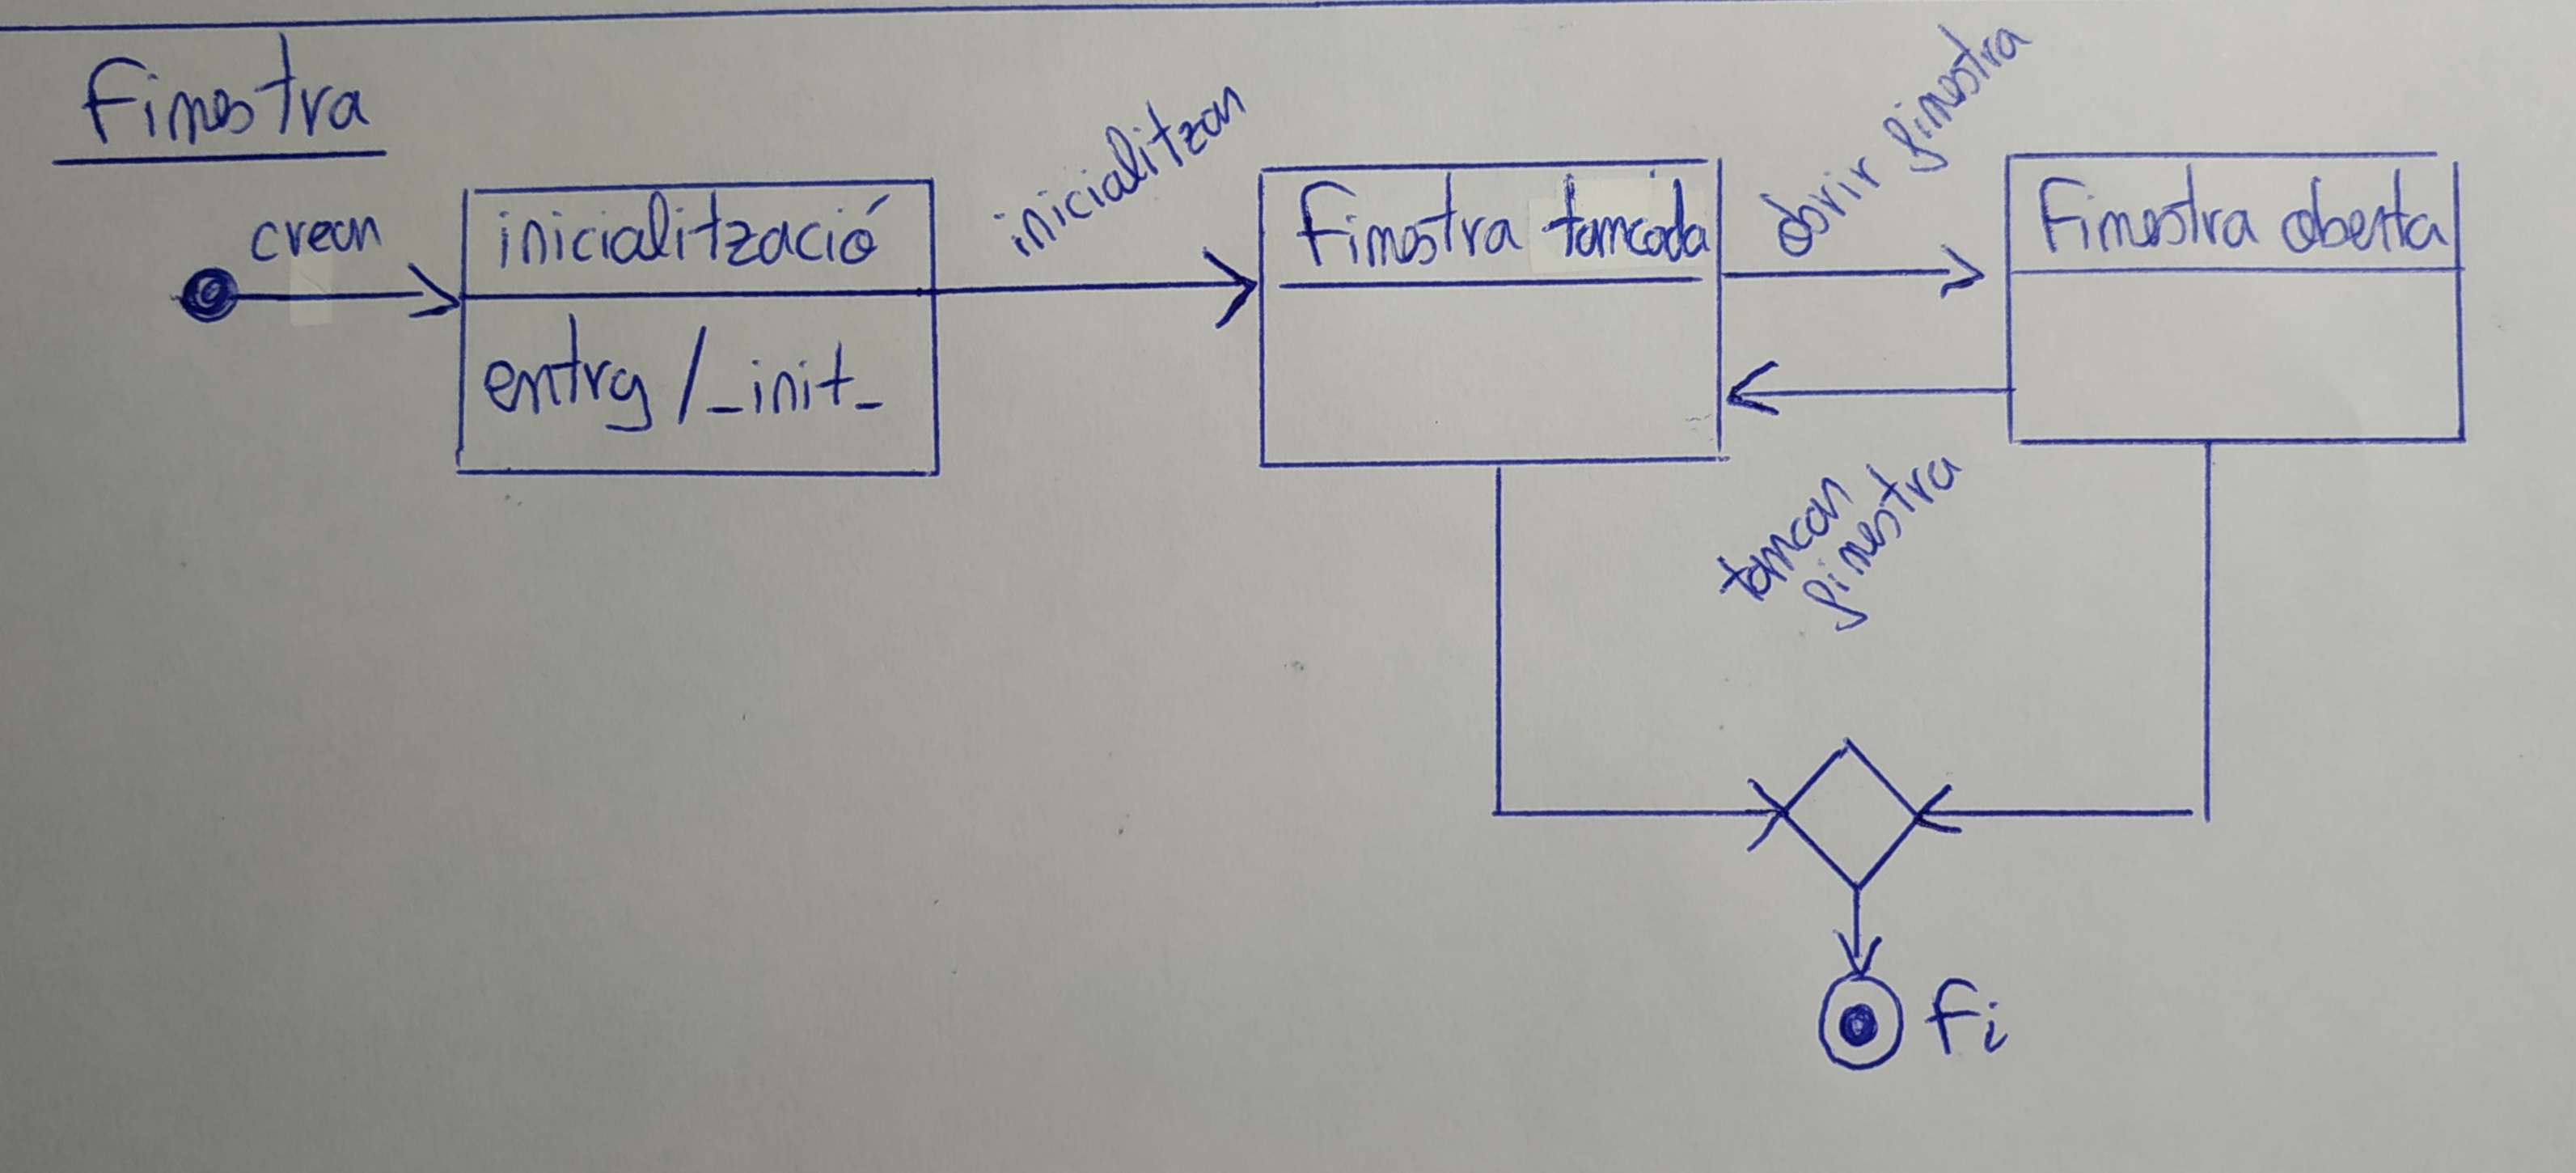 Finestra
crear
inicialització
entry / _init_
inicialitzar
Finestra tancada
obrir finestra
Finestra oberta
tancar
finestra
fi